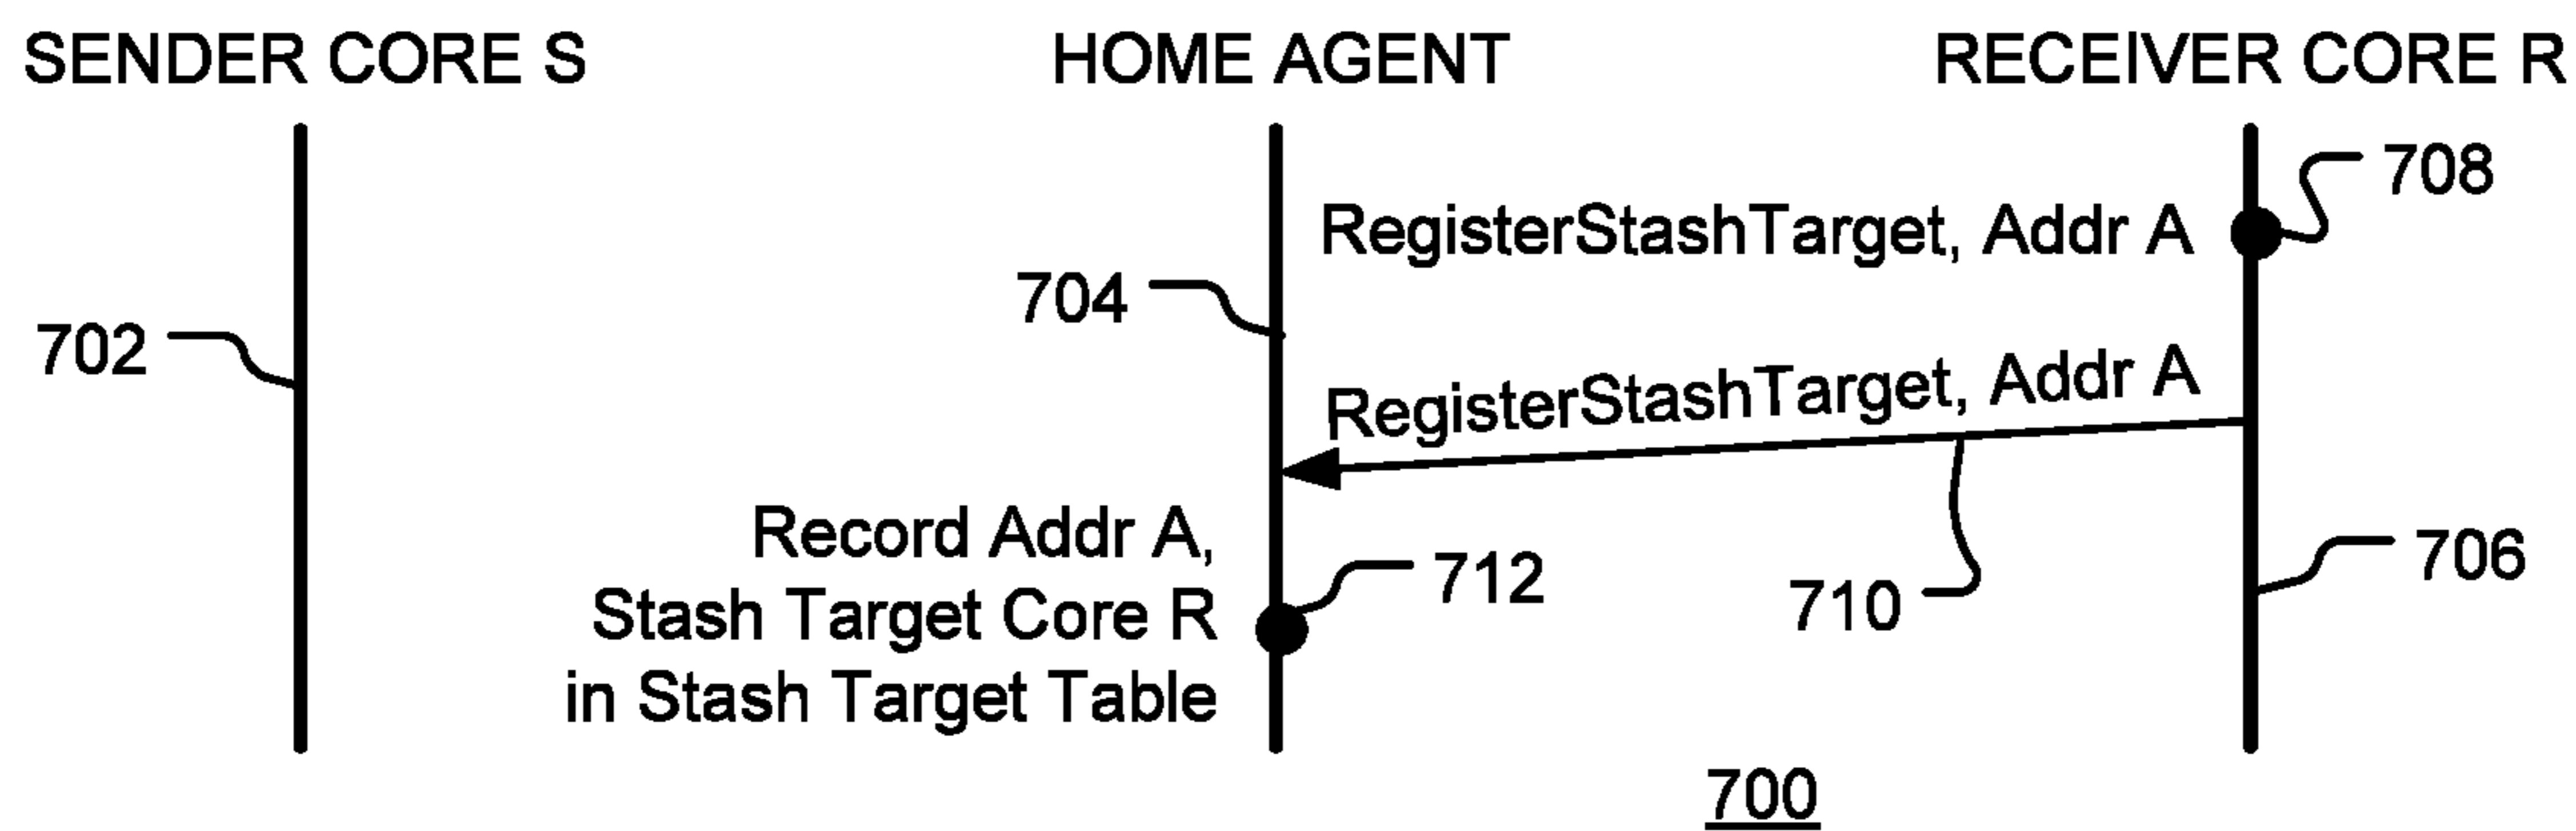 SENDER CORE S
HOME AGENT
RECEIVER CORE R
708
RegisterStashTarget, Addr A
704
702
RegisterStashTarget, Addr A
Record Addr A,
Stash Target Core R
in Stash Target Table
712
710
706
700